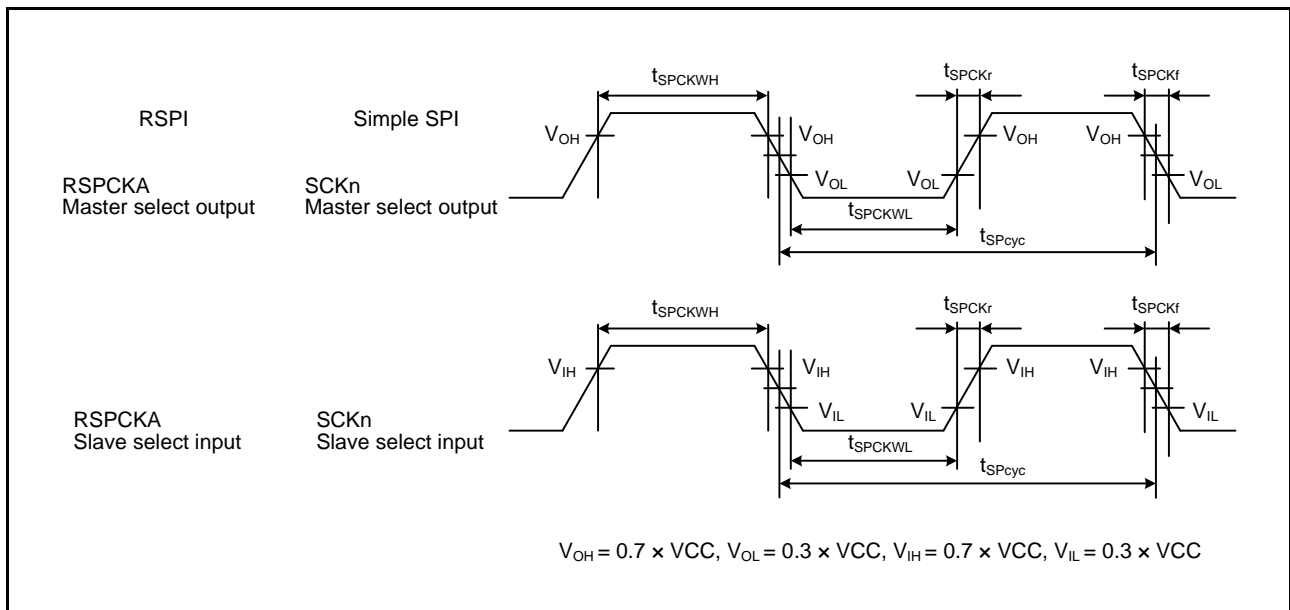 tSPCKWH tSPCKr tSPCKf
RSPI Simple SPI
VOH VOH VOH VOH
RSPCKA SCKn
Master select output Master select output
VOL VOL VOL
tSPCKWL
tSPcyc
tSPCKWH tSPCKr tSPCKf
VIH VIH VIH VIH
RSPCKA SCKn
Slave select input Slave select input
VIL VIL VIL
tSPCKWL
tSPcyc
VOH = 0.7 × VCC, VOL = 0.3 × VCC, VIH = 0.7 × VCC, VIL = 0.3 × VCC